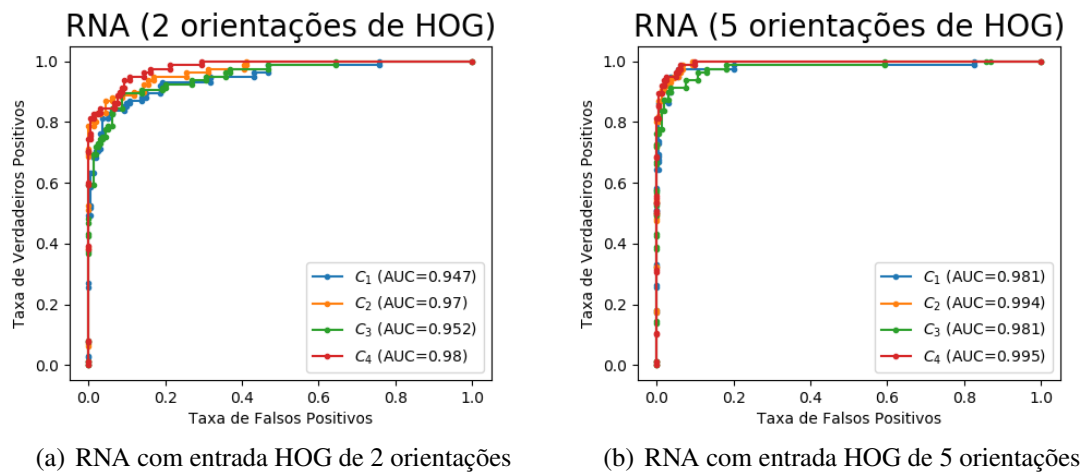 RNA (2 orientações de HOG)
1.0
0.8
0.6
0.4
0.2
0.0
Taxa de Verdadeiros Positivos
C1 (AUC=0.947)
C2 (AUC=0.97)
C3 (AUC=0.952)
C4 (AUC=0.98)
0.0 0.2 0.4 0.6 0.8 1.0
Taxa de Falsos Positivos
(a) RNA com entrada HOG de 2 orientações
RNA (5 orientações de HOG)
1.0
0.8
0.6
0.4
0.2
0.0
Taxa de Verdadeiros Positivos
C1 (AUC=0.981)
C2 (AUC=0.994)
C3 (AUC=0.981)
C4 (AUC=0.995)
0.0 0.2 0.4 0.6 0.8 1.0
Taxa de Falsos Positivos
(b) RNA com entrada HOG de 5 orientações